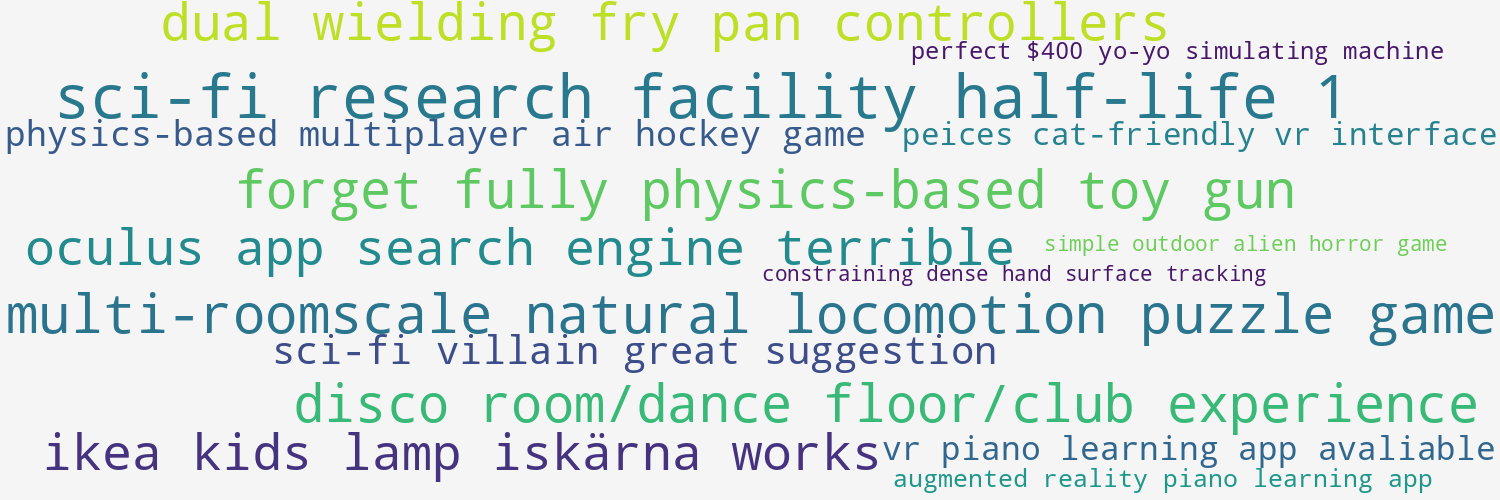 dual wielding fry pan controllers
perfect $400 yo-yo simulating machine
sci-fi research facility half-life 1
physics-based multiplayer air hockey game
peices cat-friendly vr interface
forget fully physics-based toy gun
oculus app search engine terrible
simple outdoor alien horror game
constraining dense hand surface tracking
multi-roomscale natural locomotion puzzle game
sci-fi villain great suggestion
disco room/dance floor/club experience
ikea kids lamp iskärna works
vr piano learning app avaliable
augmented reality piano learning app